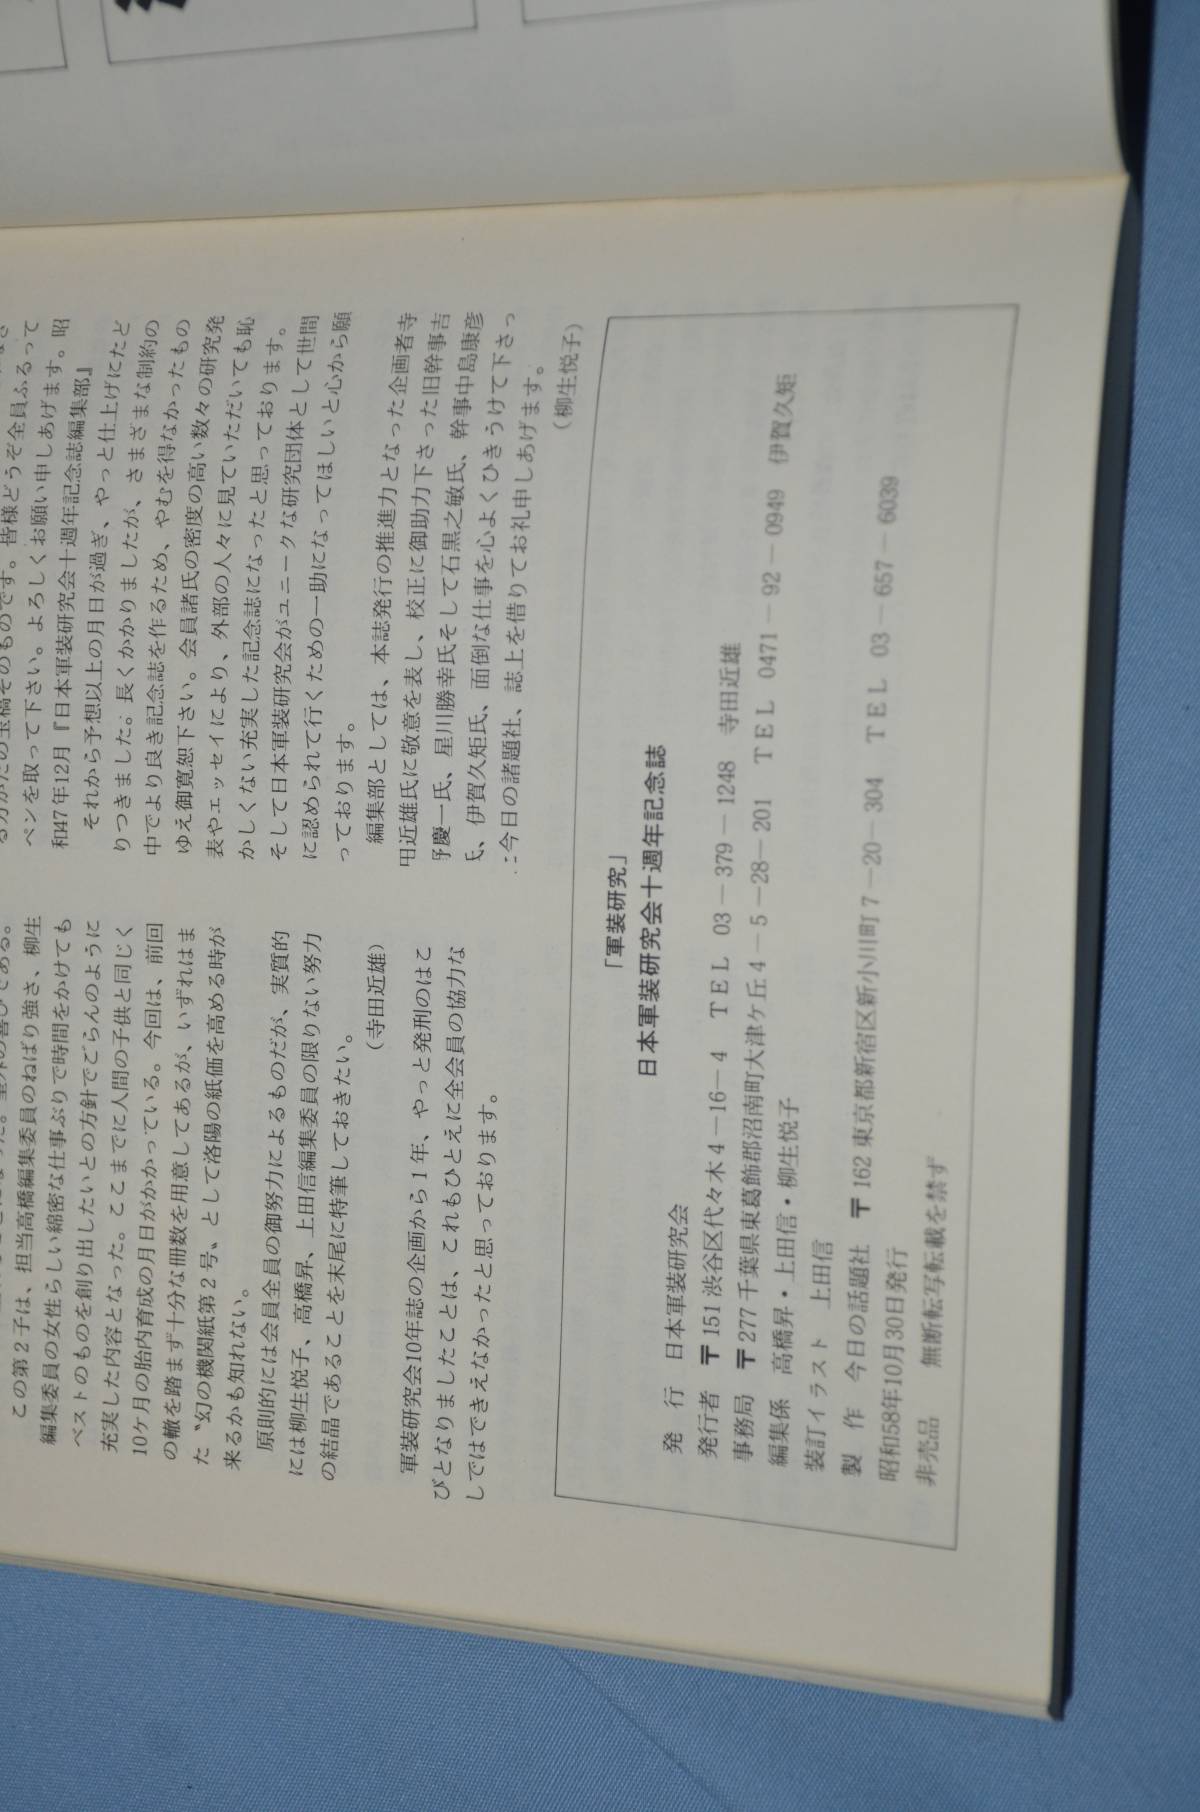 この第2子は、担当高橋編集委員のねばり強さ、柳生
編集委員の女性らしい綿密な仕事ぶりで時間をかけても
ベストのものを創り出したいとの方針でごらんのように
充実した内容となった。ここまでに人間の子供と同じく
10ケ月の胎内育成の月日がかかっている。今回は、前回
の轍を踏まず十分な冊数を用意してあるが、いずれはま
た〝幻の機関紙第2号〟として洛陽の紙価を高める時が
来るかも知れない。
原則的には会員全員の御努力によるものだが、実質的
には柳生悦子、高橋昇、上田信編集委員の限りない努力
の結晶であることを末尾に特筆しておきたい。
(寺田近雄)
軍装研究会10年誌の企画から1年、やっと発刑のはこ
びとなりましたことは、これもひとえに全会員の協力な
しではできえなかったと思っております。
そのものです。皆様どうぞ全員ふるって
ペンを取って下さい。よろしくお願い申しあげます。昭
和47年12月『日本軍装研究会十週年記念誌編集部』
それから予想以上の月日が過ぎ、やっと仕上げにたど
りつきました。長くかかりましたが、さまざまな制約の
中でより良き記念誌を作るため、やむを得なかったもの
ゆえ御寛恕下さい。会員諸氏の密度の高い数々の研究発
表やエッセイにより、外部の人々に見ていただいても恥
かしくない充実した記念誌になったと思っております。
そして日本軍装研究会がユニークな研究団体として世間
に認められて行くための一助になってほしいと心から願
っております。
編集部としては、本誌発行の推進力となった企画者寺
田近雄氏に敬意を表し、校正に御助力下さった旧幹事吉
慶一氏、星川勝幸氏そして石黒之敏氏、幹事中島康彦
氏、伊賀久矩氏、面倒な仕事を心よくひきうけて下さっ
た今日の諸題社、誌上を借りてお礼申しあげます。
(柳生悦子)
「軍装研究」
日本軍装研究会十週年記念誌
発 行 日本軍装研究会
発行者 〒151 渋谷区代々木4-16-4 TEL 03-379-1248 寺田近雄
事務局 〒277 千葉県東葛飾郡沼南町大津ケ丘4-5-28-201 TEL 0471-92-0949 伊賀久矩
編集係 高橋昇・上田信・柳生悦子
装訂イラスト 上田信
製 作 今日の話題社 〒162 東京都新宿区新小川町7-20-304 TEL 03-657-6039
昭和58年10月30日発行
非売品 無断転写転載を禁ず